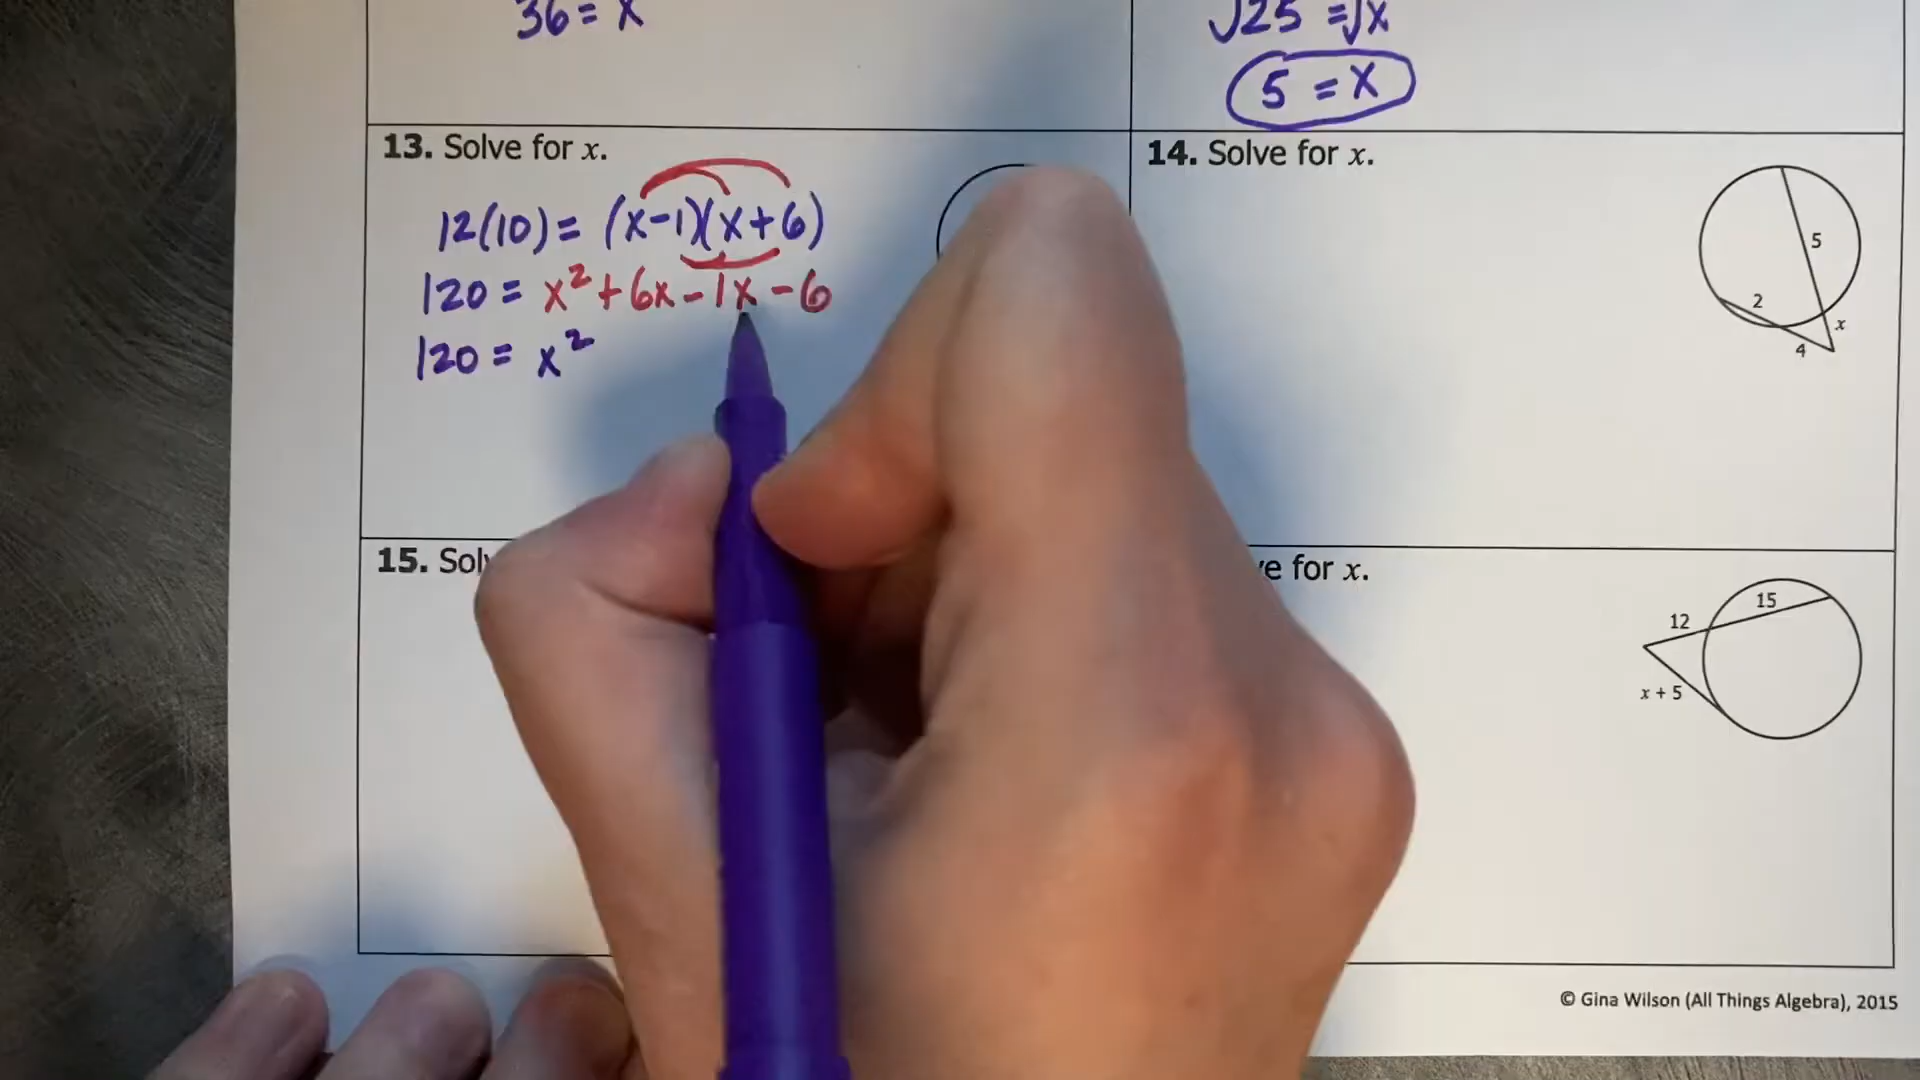 36 = x
√25 = √x
5 = x
13. Solve for x.
12(10) = (x-1)(x+6)
120 = x² + 6x - 1x - 6
120 = x²
14. Solve for x.
5
2
x
4
15.
for x.
15
12
x + 5
© Gina Wilson (All Things Algebra), 2015